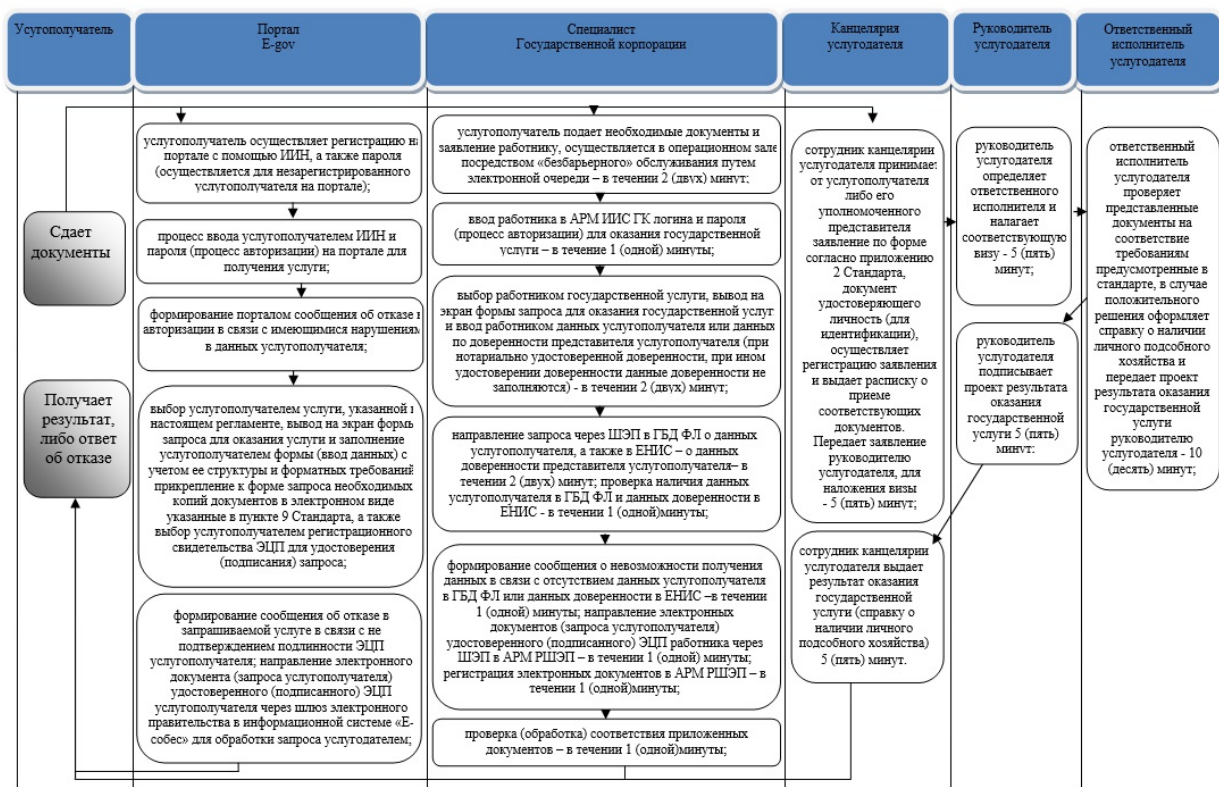 Усугополучатель
Портал
E-gov
Специалист
Государственной корпорации
Канцелярия
услугодателя
Руководитель
услугодателя
Ответственный
исполнитель
услугодателя
Сдает
документы
Получает
результат,
либо ответ
об отказе
услугополучатель осуществляет регистрацию на
портале с помощью ИИН, а также пароля
(осуществляется для незарегистрированного
услугополучателя на портале);
процесс ввода услугополучателем ИИН и
пароля (процесс авторизации) на портале для
получения услуги;
формирование порталом сообщения об отказе в
авторизации в связи с имеющимися нарушениям
в данных услугополучателя;
выбор услугополучателем услуги, указанной в
настоящем регламенте, вывод на экран формы
запроса для оказания услуги и заполнение
услугополучателем формы (ввод данных) с
учетом ее структуры и форматных требований
прикрепление к форме запроса необходимых
копий документов в электронном виде
указанные в пункте 9 Стандарта, а также
выбор услугополучателем регистрационного
свидетельства ЭЦП для удостоверения
(подписания) запроса;
формирование сообщения об отказе в
запрашиваемой услуге в связи с не
подтверждением подлинности ЭЦП
услугополучателя; направление электронного
документа (запроса услугополучателя)
удостоверенного (подписанного) ЭЦП
услугополучателя через шлюз электронного
правительства в информационной системе «Е-
собес» для обработки запроса услугодателем;
услугополучатель подает необходимые документы и
заявление работнику, осуществляется в операционном зале
посредством «безбарьерного» обслуживания путем
электронной очереди – в течении 2 (двух) минут;
ввод работника в АРМ ИИС ГК логина и пароля
(процесс авторизации) для оказания государственной
услуги – в течение 1 (одной) минуты;
выбор работником государственной услуги, вывод на
экран формы запроса для оказания государственной услуг
и ввод работником данных услугополучателя или данных
по доверенности представителя услугополучателя (при
нотариально удостоверенной доверенности, при ином
удостоверении доверенности данные доверенности не
заполняются) - в течении 2 (двух) минут;
направление запроса через ШЭП в ГБД ФЛ о данных
услугополучателя, а также в ЕНИС – о данных
доверенности представителя услугополучателя– в
течении 2 (двух) минут; проверка наличия данных
услугополучателя в ГБД ФЛ и данных доверенности в
ЕНИС - в течении 1 (одной)минуты;
формирование сообщения о невозможности получения
данных в связи с отсутствием данных услугополучателя
в ГБД ФЛ или данных доверенности в ЕНИС –в течении
1 (одной) минуты; направление электронных
документов (запроса услугополучателя)
удостоверенного (подписанного) ЭЦП работника через
ШЭП в АРМ РШЭП – в течении 1 (одной) минуты;
регистрация электронных документов в АРМ РШЭП – в
течении 1 (одной)минуты;
проверка (обработка) соответствия приложенных
документов – в течении 1 (одной)минуты;
сотрудник канцелярии
услугодателя принимае:
от услугополучателя
либо его
уполномоченного
представителя
заявление по форме
согласно приложению
2 Стандарта,
документ
удостоверяющего
личность (для
идентификации),
осуществляет
регистрацию заявления
и выдает расписку о
приеме
соответствующих
документов.
Передает заявление
руководителю
услугодателя, для
наложения визы
- 5 (пять) минут;
сотрудник канцелярии
услугодателя выдает
результат оказания
государственной
услуги (справку о
наличии личного
подсобного хозяйства)
5 (пять) минут.
руководитель
услугодателя
определяет
ответственного
исполнителя и
налагает
соответствующую
визу - 5 (пять)
минут;
руководитель
услугодателя
подписывает
проект результата
оказания
государственной
услуги 5 (пять)
минут:
ответственный
исполнитель
услугодателя
проверяет
представленные
документы на
соответствие
требованиям
предусмотренные в
стандарте, в случае
положительного
решения оформляет
справку о наличии
личного подсобного
хозяйства и
передает проект
результата оказания
государственной
услуги
руководителю
услугодателя - 10
(десять) минут;